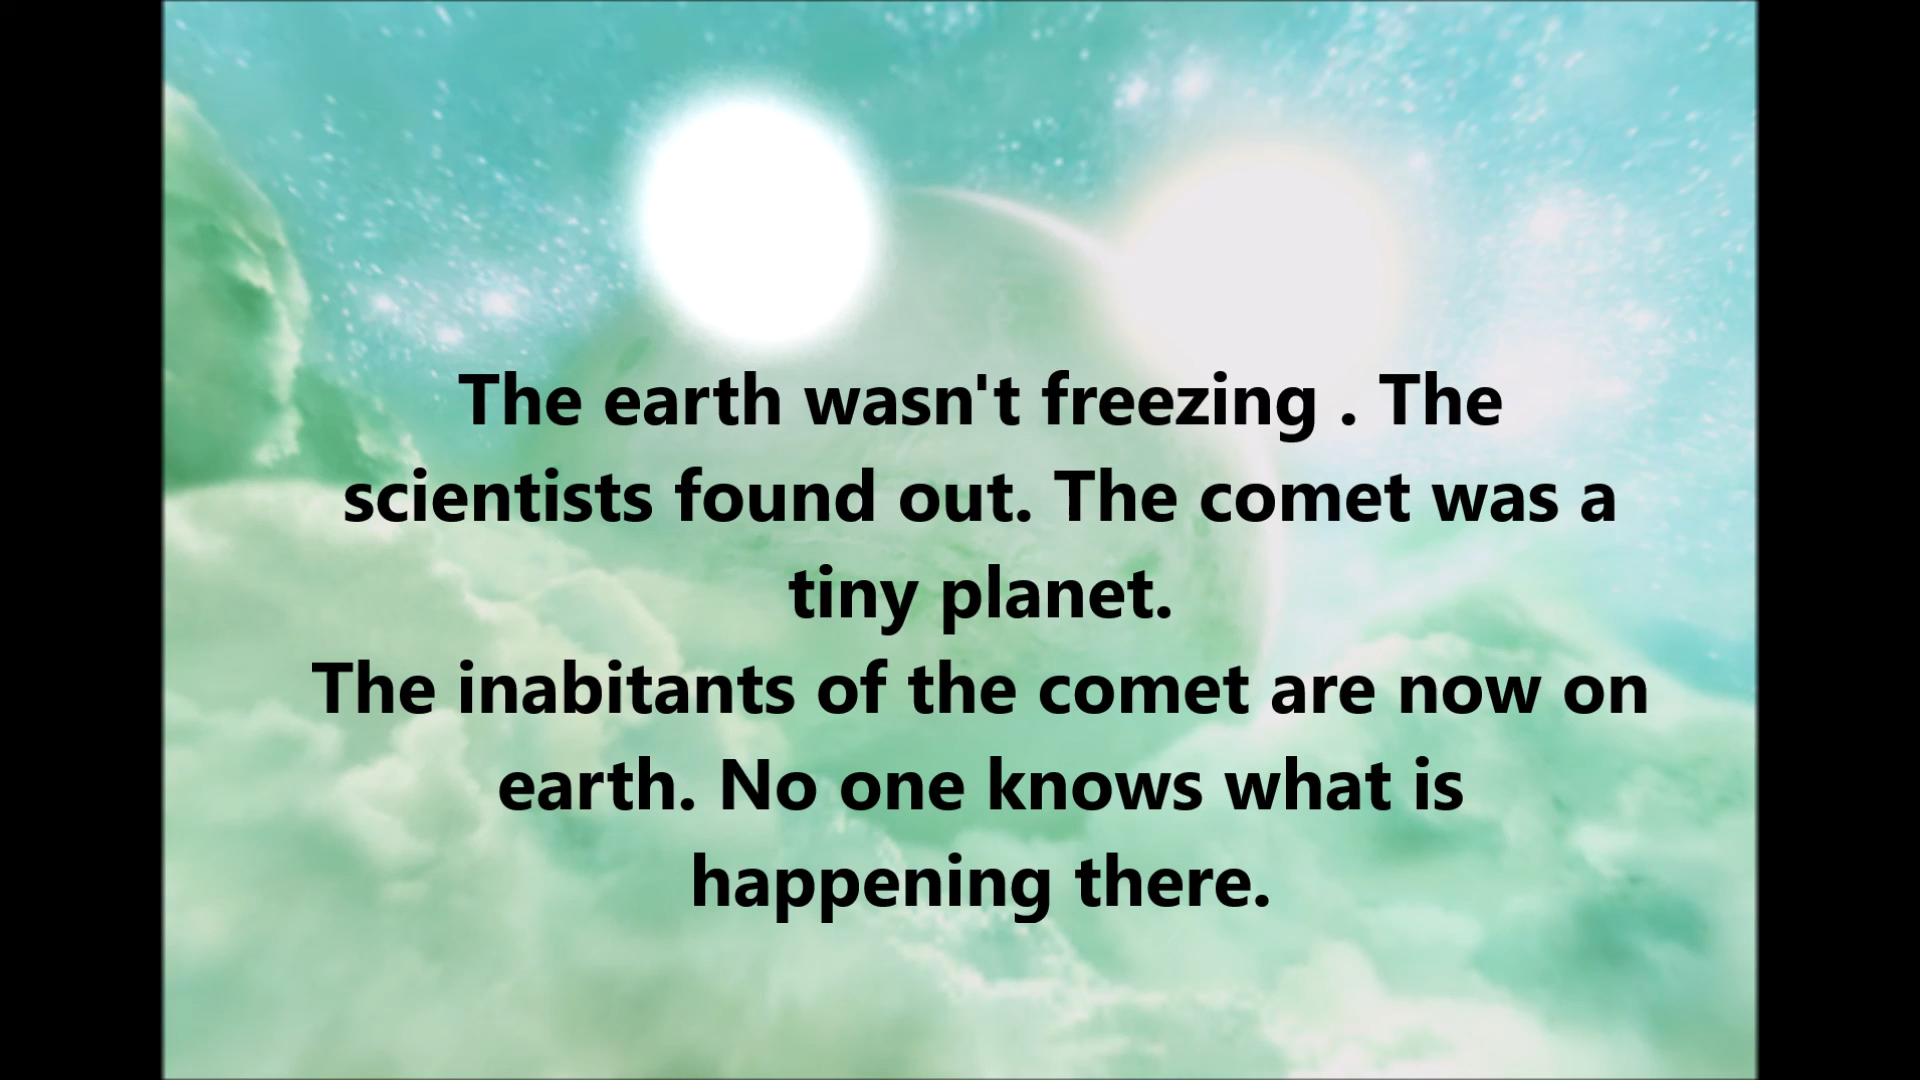 The earth wasn't freezing . The
scientists found out. The comet was a
tiny planet.
The inabitants of the comet are now on
earth. No one knows what is
happening there.